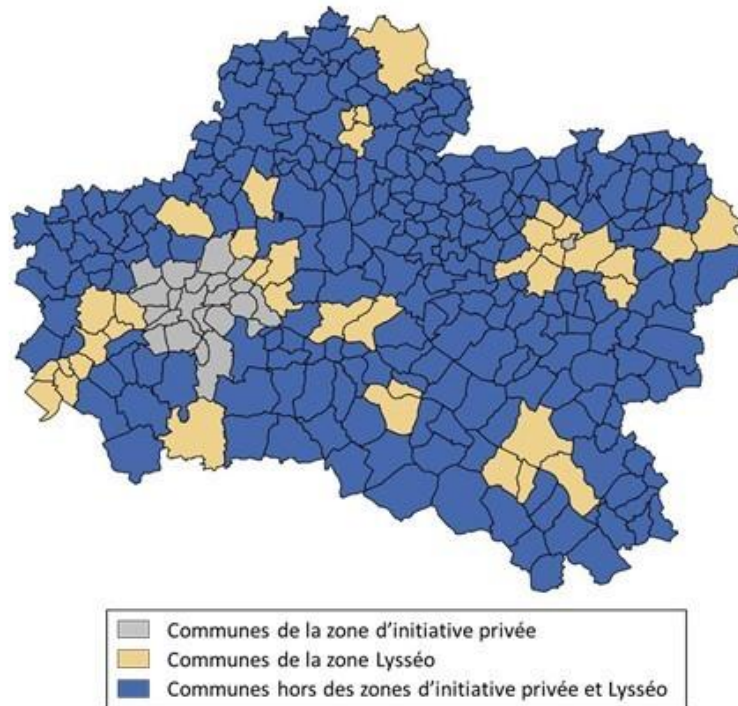 Communes de la zone d'initiative privée
Communes de la zone Lysséo
Communes hors des zones d'initiative privée et Lysséo